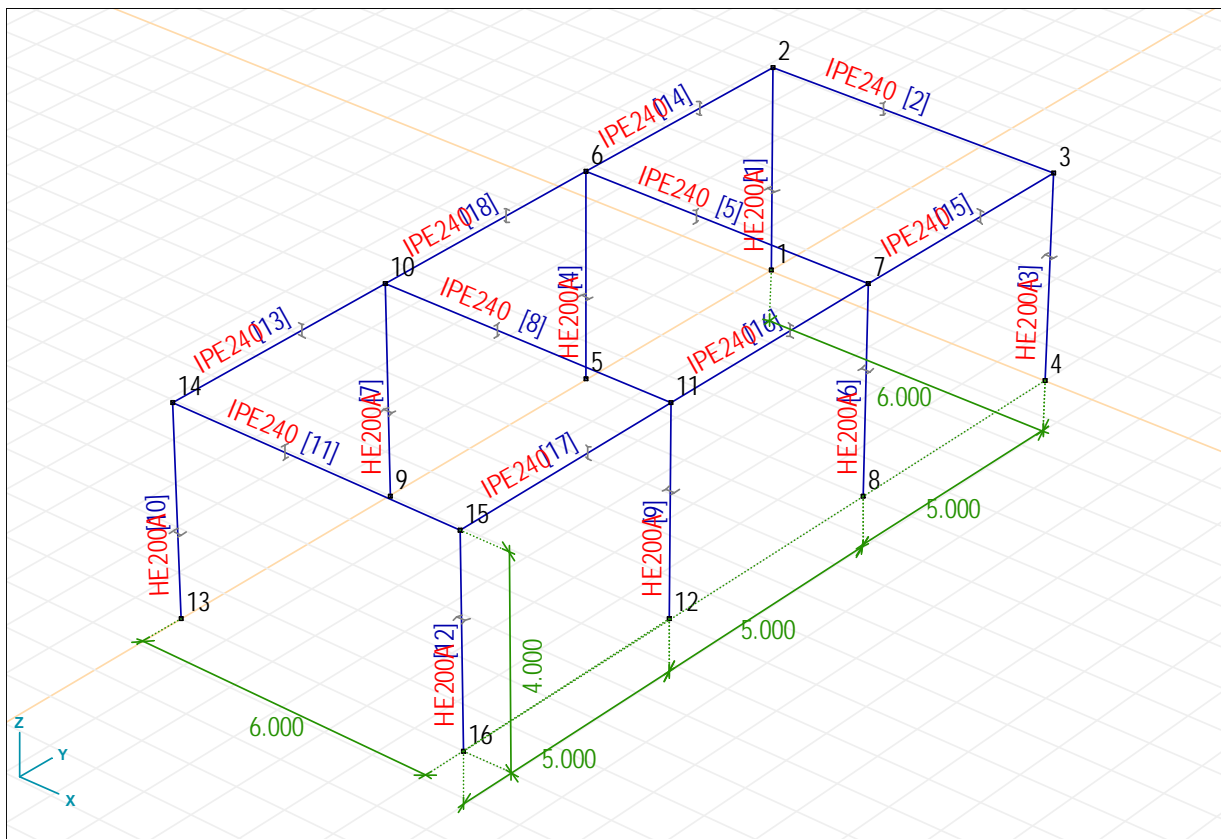 2
IPE240 [2]
IPE240 [14]
3
6
IPE240 [5]
HE200A [1]
IPE240 [15]
IPE240 [18]
1
7
10
HE200A [4]
HE200A [3]
IPE240 [8]
IPE240 [16]
IPE240 [13]
5
4
6.000
14
11
HE200A [7]
HE200A [6]
IPE240 [11]
IPE240 [17]
9
8
5.000
15
HE200A [10]
HE200A [9]
13
12
5.000
HE200A [12]
4.000
6.000
16
5.000
Z
Y
X